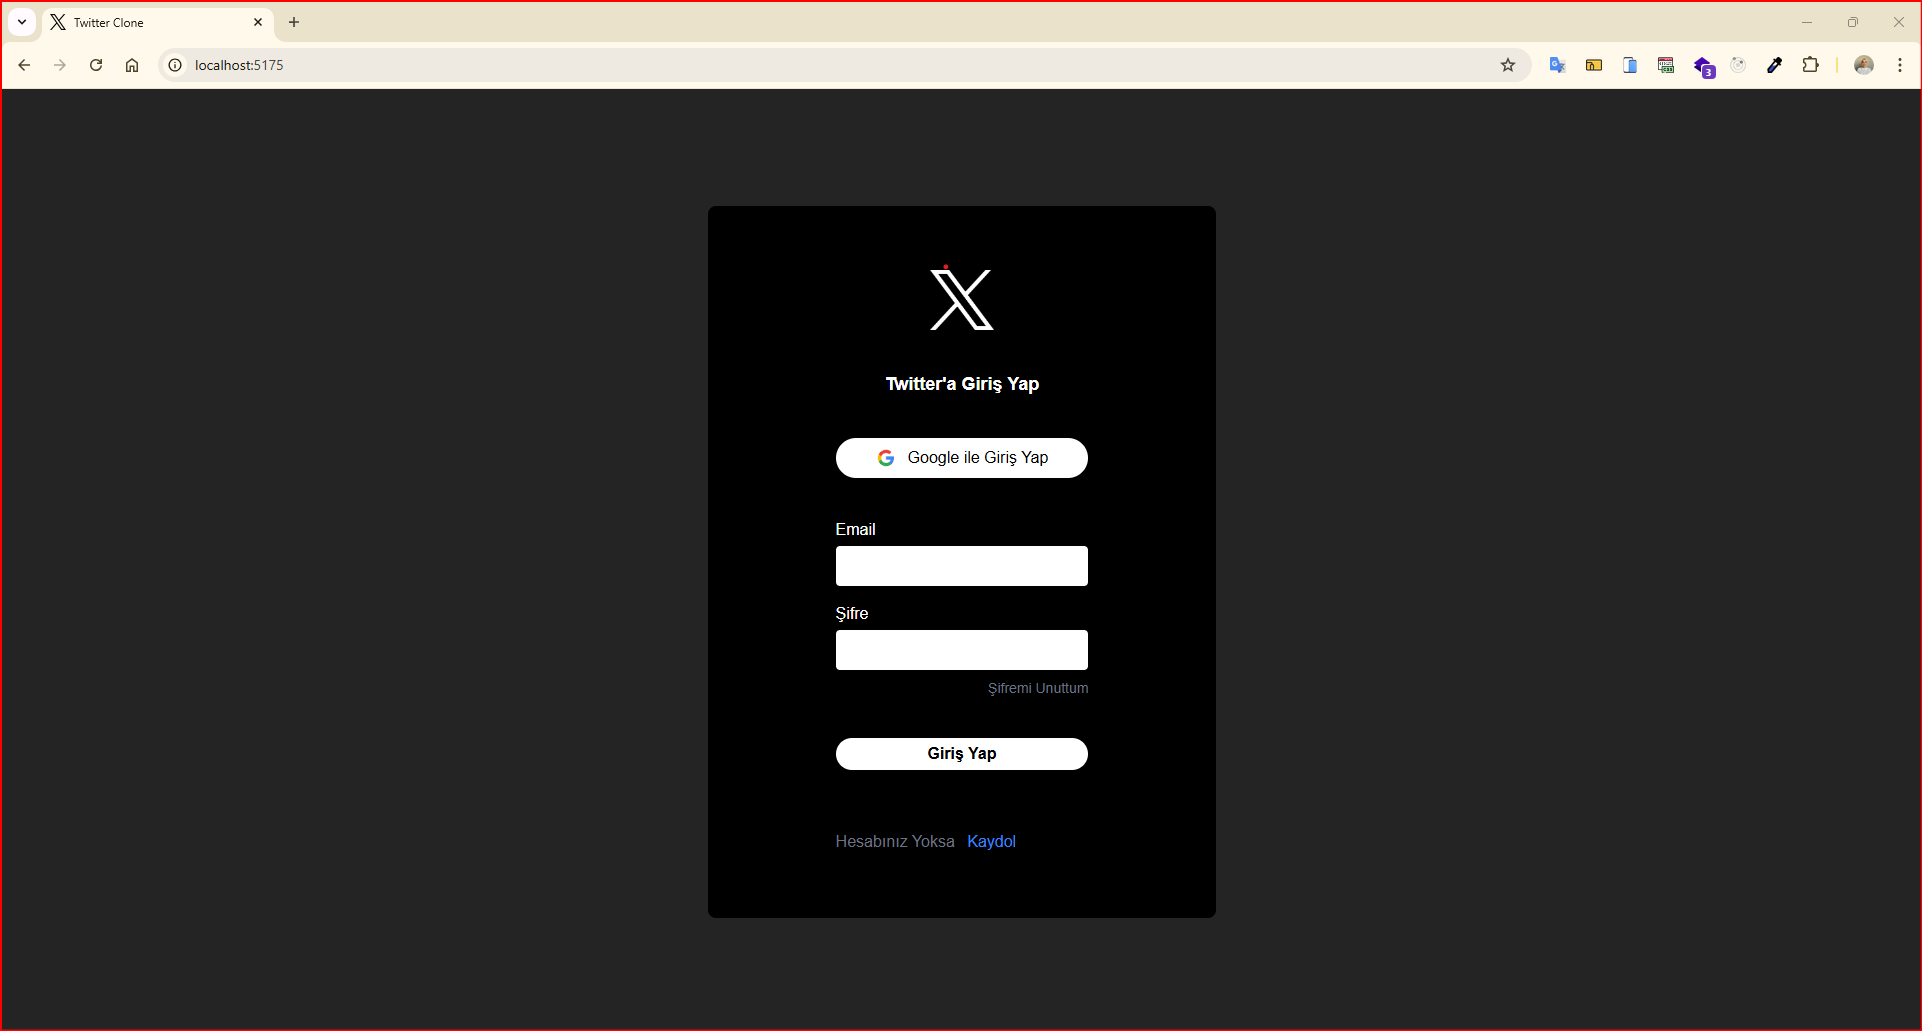 Twitter Clone
localhost:5175
3
Twitter'a Giriş Yap
Google ile Giriş Yap
Email
Şifre
Şifremi Unuttum
Giriş Yap
Hesabınız Yoksa Kaydol